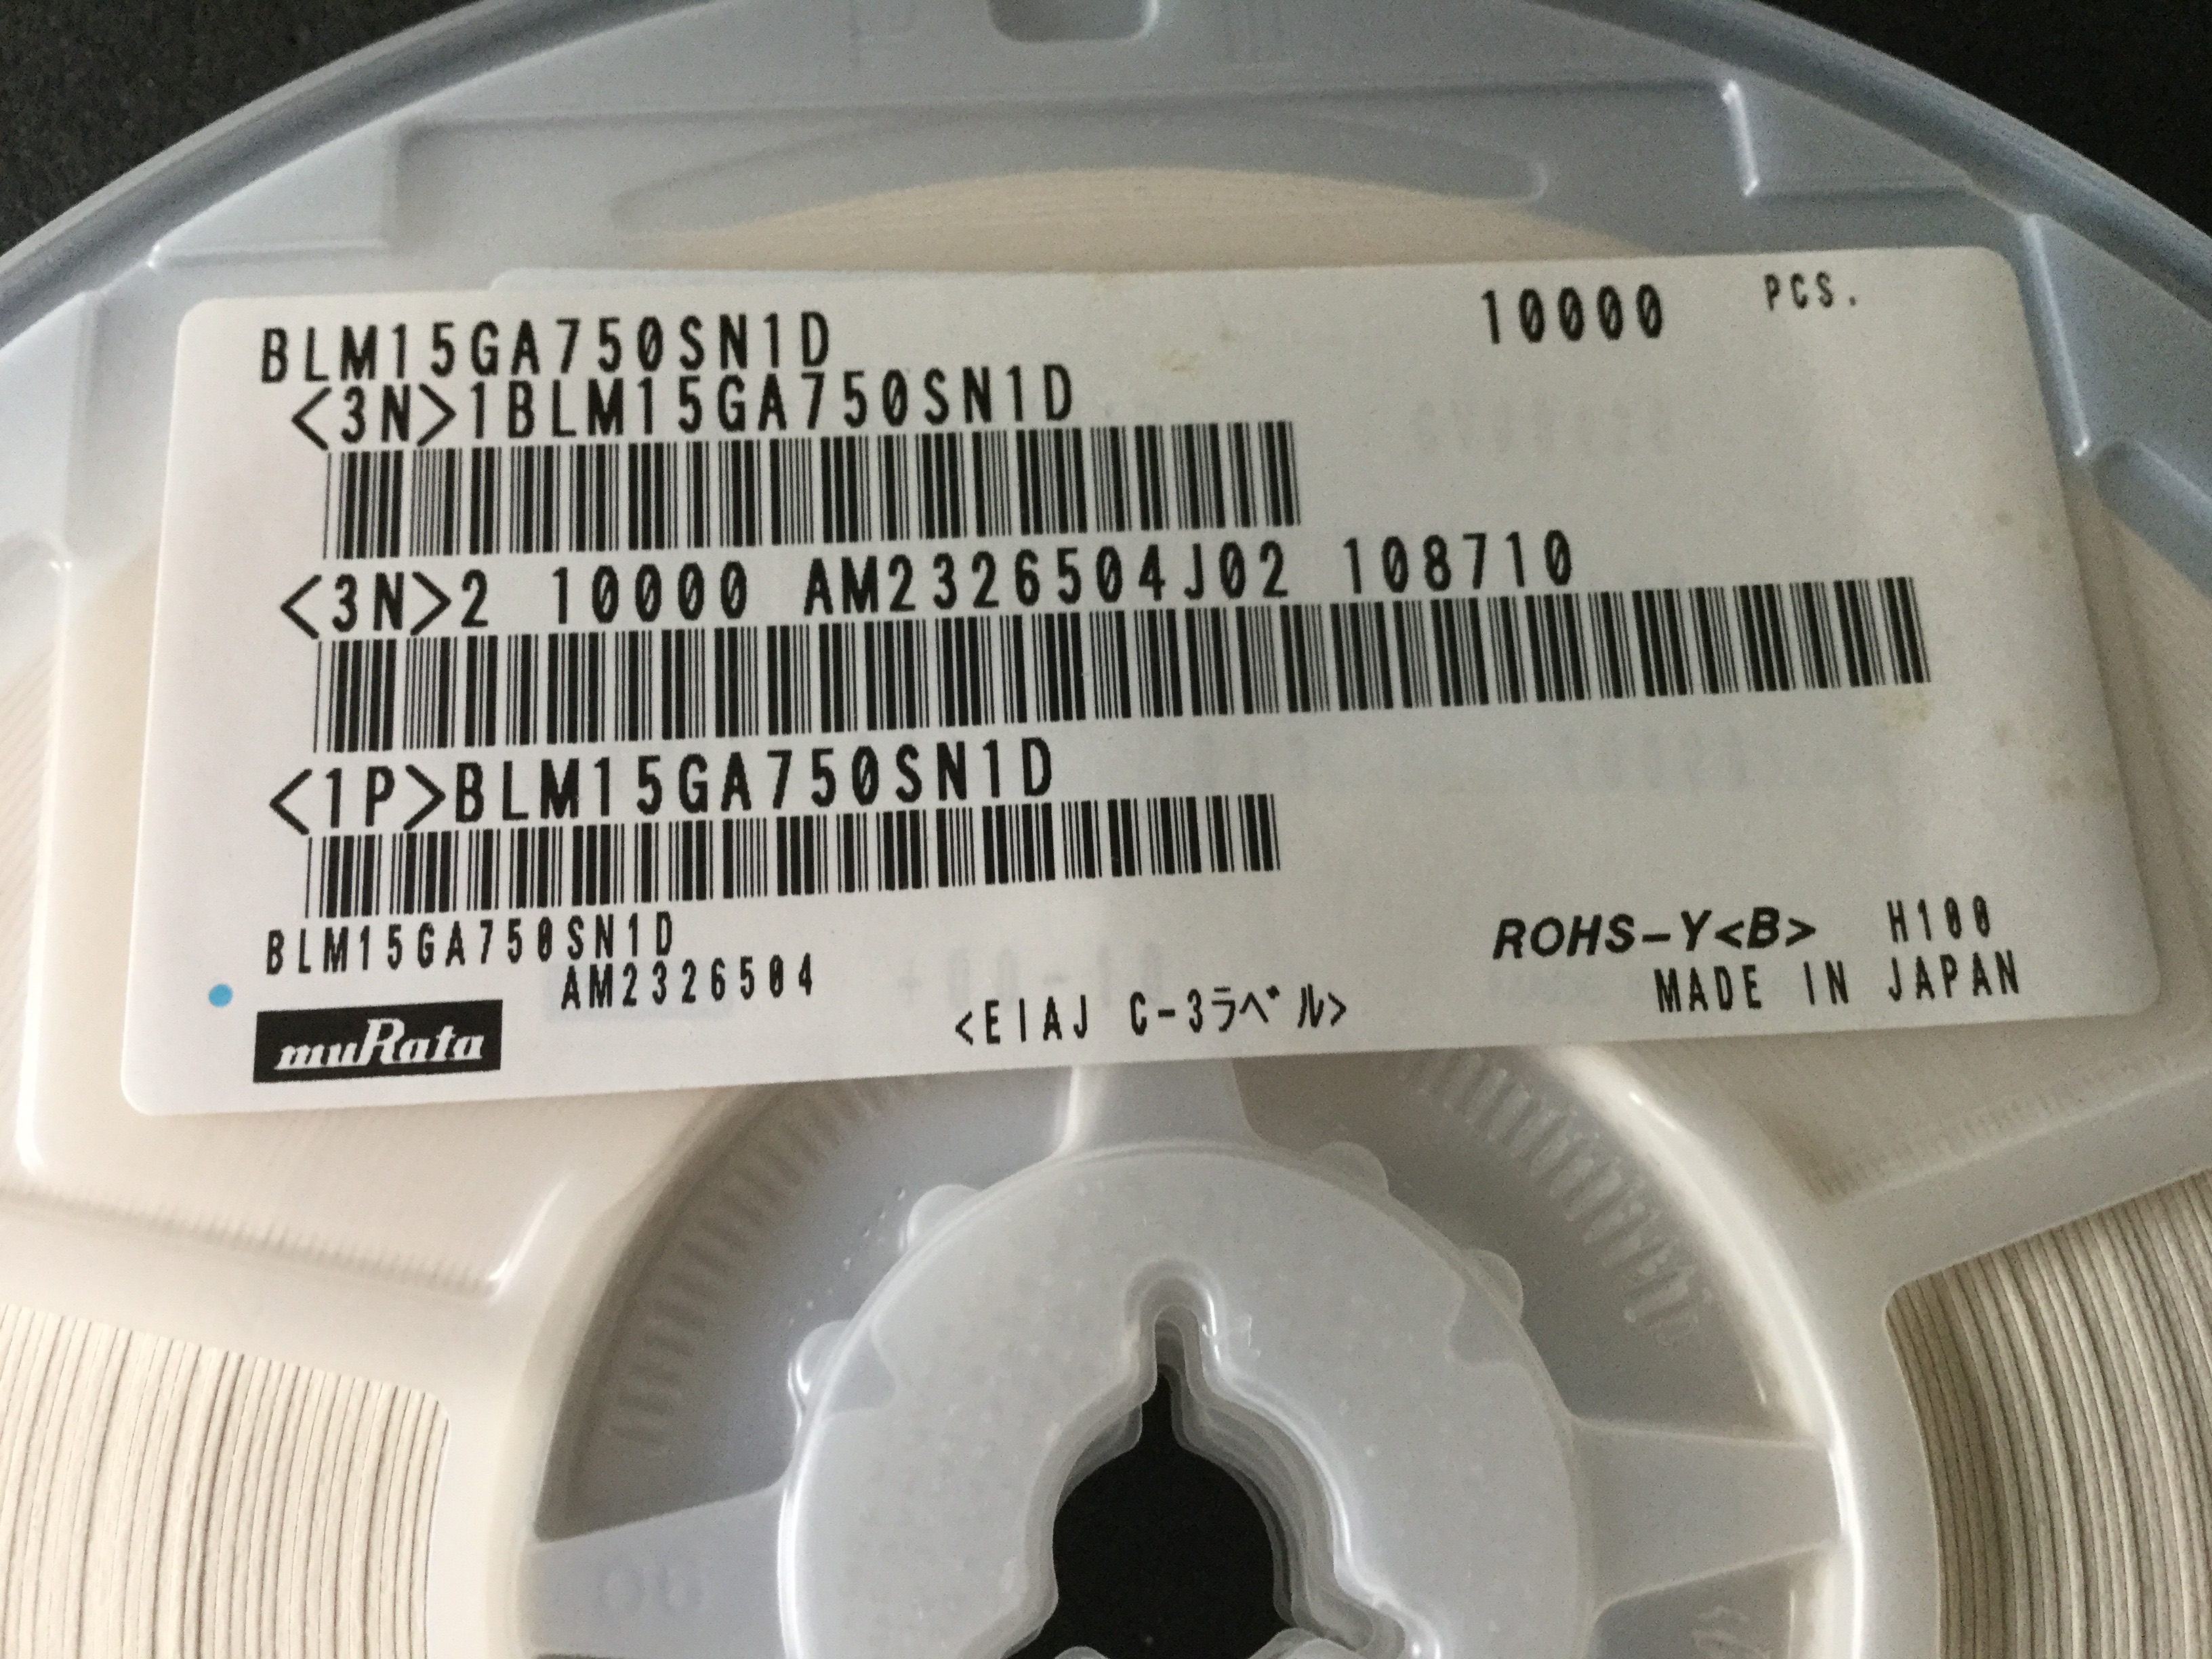 BLM15GA750SN1D 10000 PCS.
<3N>1BLM15GA750SN1D
<3N>2 10000 AM2326504J02 108710
<1P>BLM15GA750SN1D
BLM15GA750SN1D ROHS-Y<B> H100
AM2326504 MADE IN JAPAN
muRata <EIAJ C-3ﾗﾍﾞﾙ>